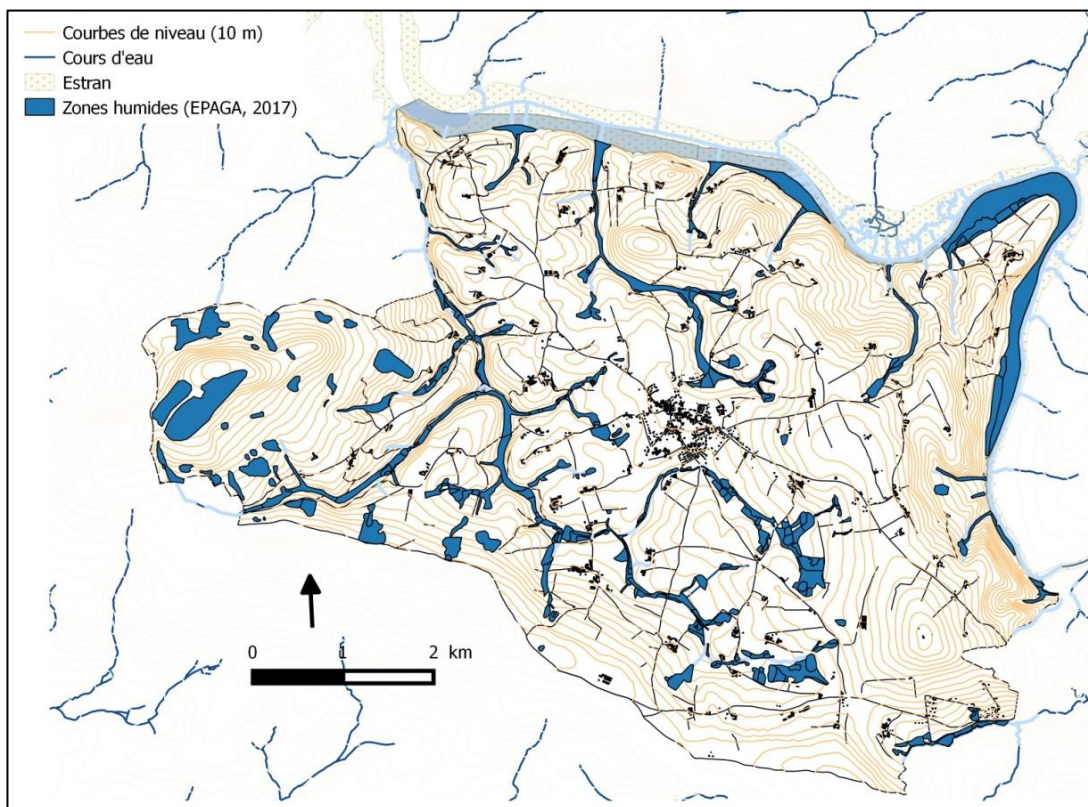 Courbes de niveau (10 m)
Cours d'eau
Estran
Zones humides (EPAGA, 2017)
0 1 2 km